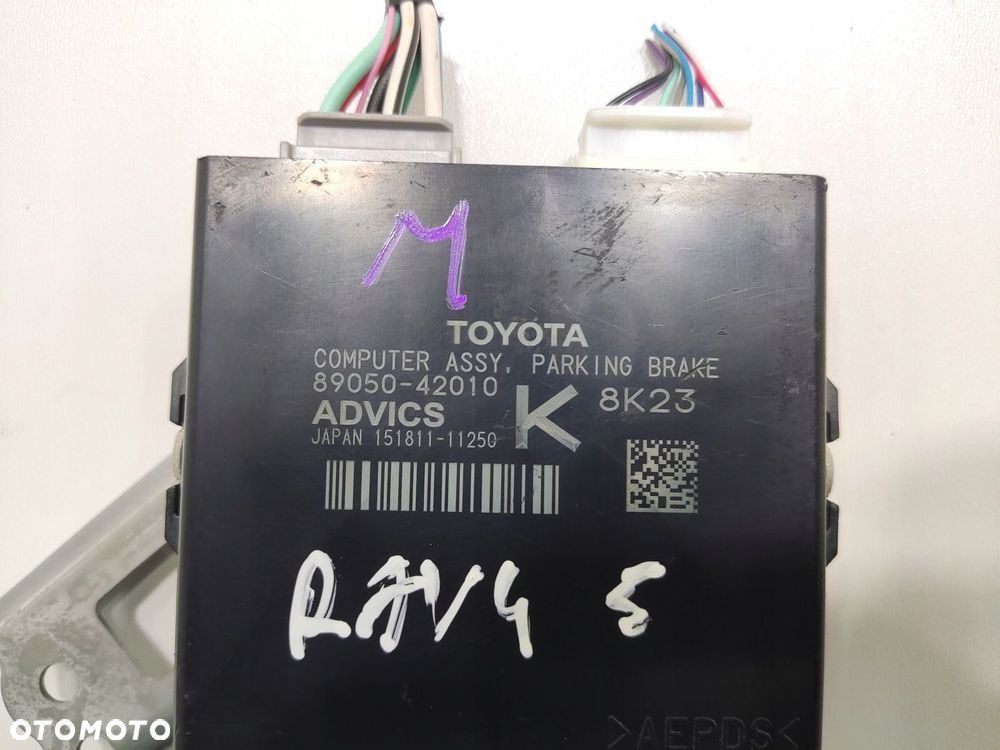 M
TOYOTA
COMPUTER ASSY, PARKING BRAKE
89050-42010
K 8K23
ADVICS
JAPAN 151811-11250
RAV4 5
>AEPDS<
OTOMOTO